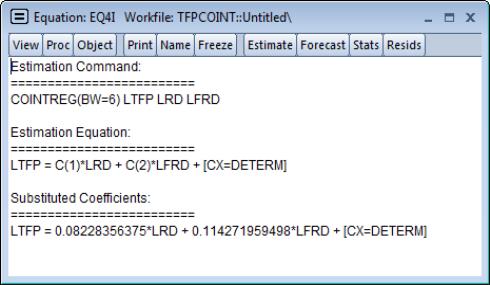 Equation: EQ4I   Workfile: TFPCOINT::Untitled\
View Proc Object Print Name Freeze Estimate Forecast Stats Resids
Estimation Command:
=========================
COINTREG(BW=6) LTFP LRD LFRD
Estimation Equation:
=========================
LTFP = C(1)*LRD + C(2)*LFRD + [CX=DETERM]
Substituted Coefficients:
=========================
LTFP = 0.08228356375*LRD + 0.114271959498*LFRD + [CX=DETERM]